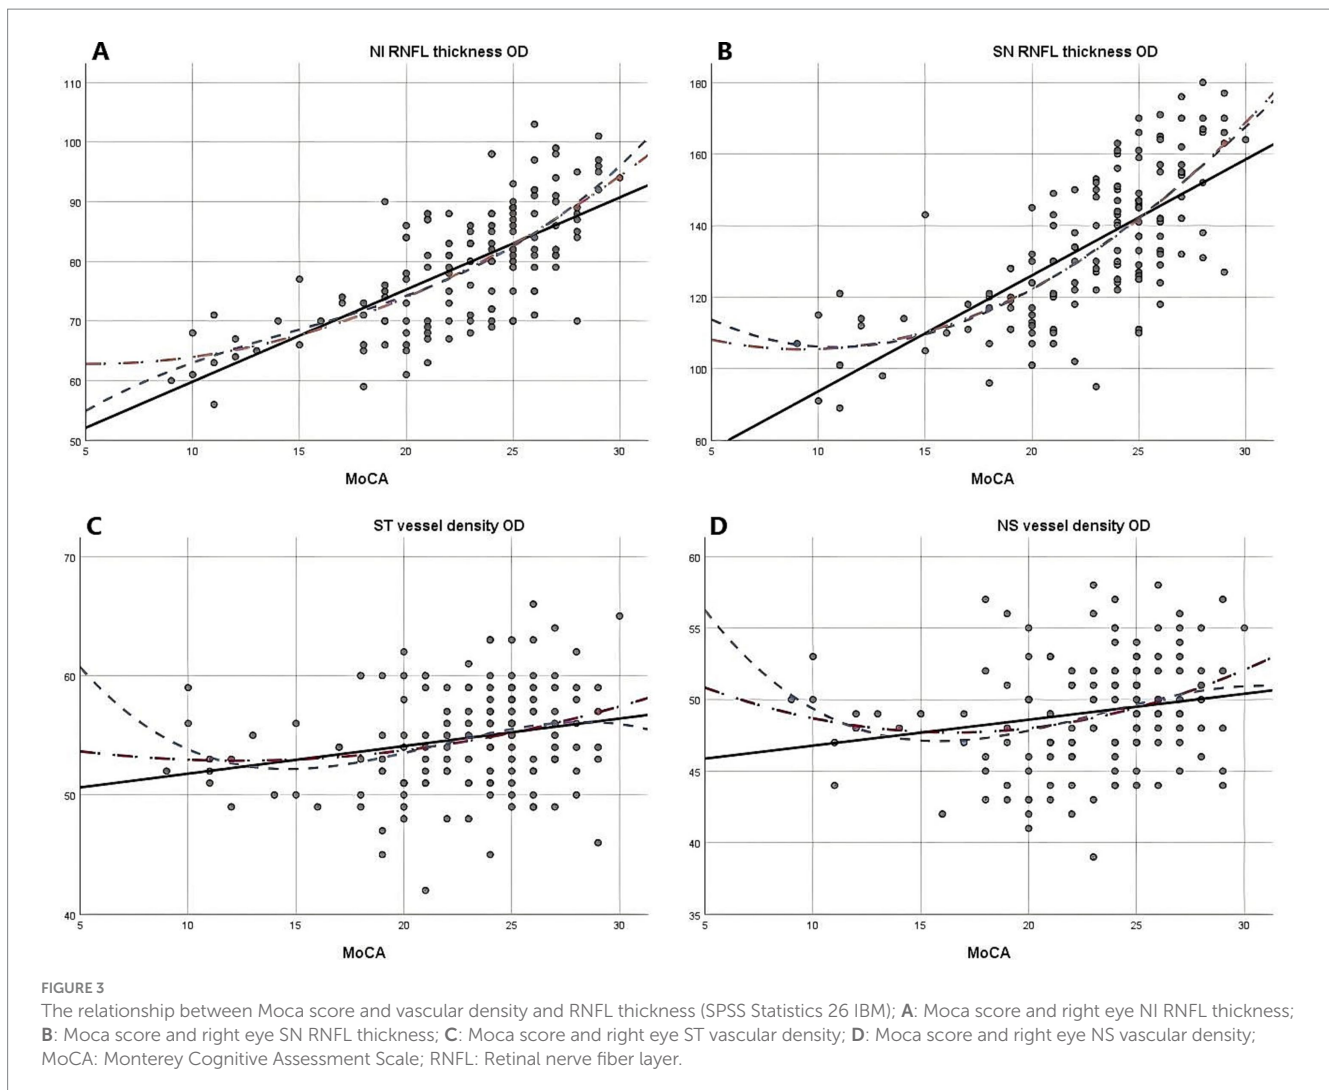 A
NI RNFL thickness OD
110
100
90
80
70
60
50
5 10 15 20 25 30
MoCA
B
SN RNFL thickness OD
180
160
140
120
100
80
5 10 15 20 25 30
MoCA
C
ST vessel density OD
70
60
50
40
5 10 15 20 25 30
MoCA
D
NS vessel density OD
60
55
50
45
40
35
5 10 15 20 25 30
MoCA
FIGURE 3
The relationship between Moca score and vascular density and RNFL thickness (SPSS Statistics 26 IBM); A: Moca score and right eye NI RNFL thickness;
B: Moca score and right eye SN RNFL thickness; C: Moca score and right eye ST vascular density; D: Moca score and right eye NS vascular density;
MoCA: Monterey Cognitive Assessment Scale; RNFL: Retinal nerve fiber layer.